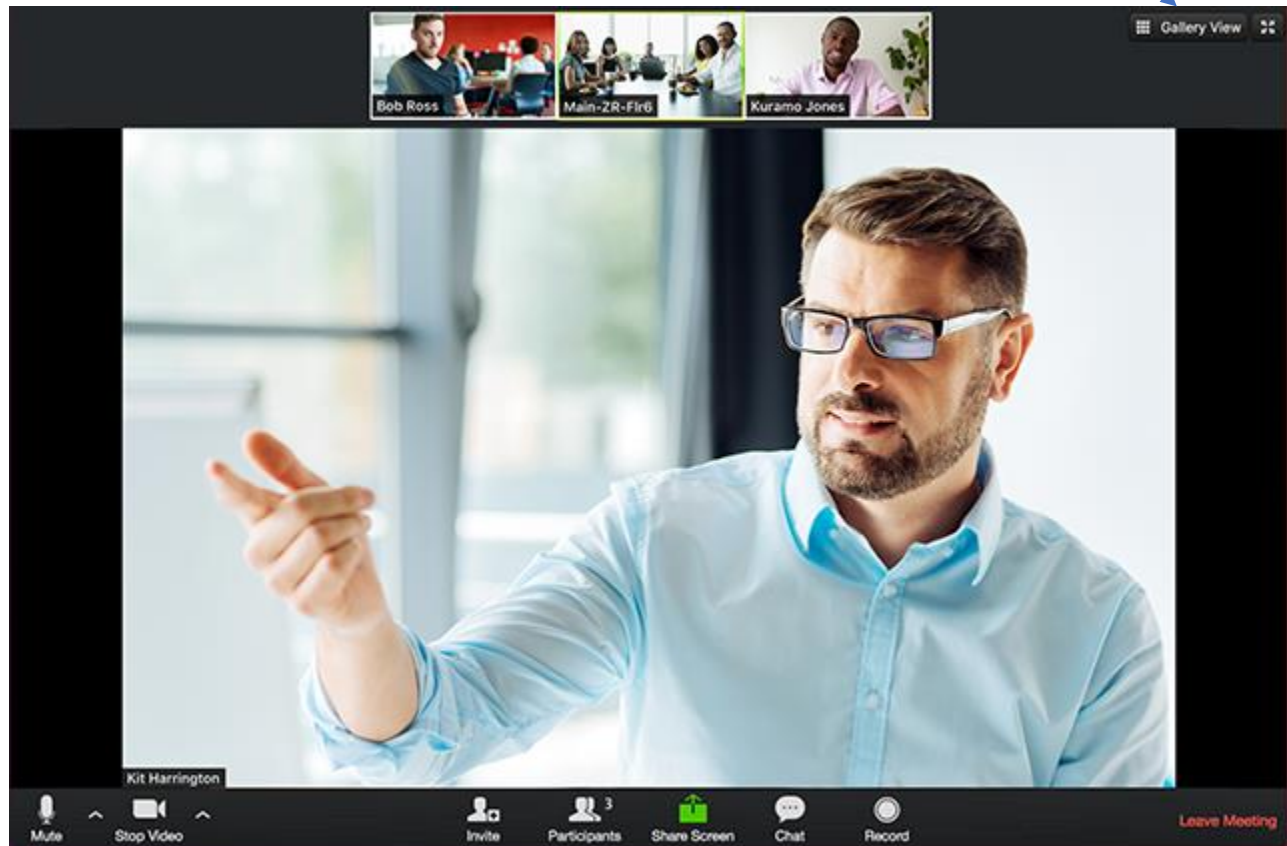 Gallery View
Bob Ross
Main-ZR-Flr6
Kuramo Jones
Kit Harrington
Mute
Stop Video
Invite
Participants
3
Share Screen
Chat
Record
Leave Meeting